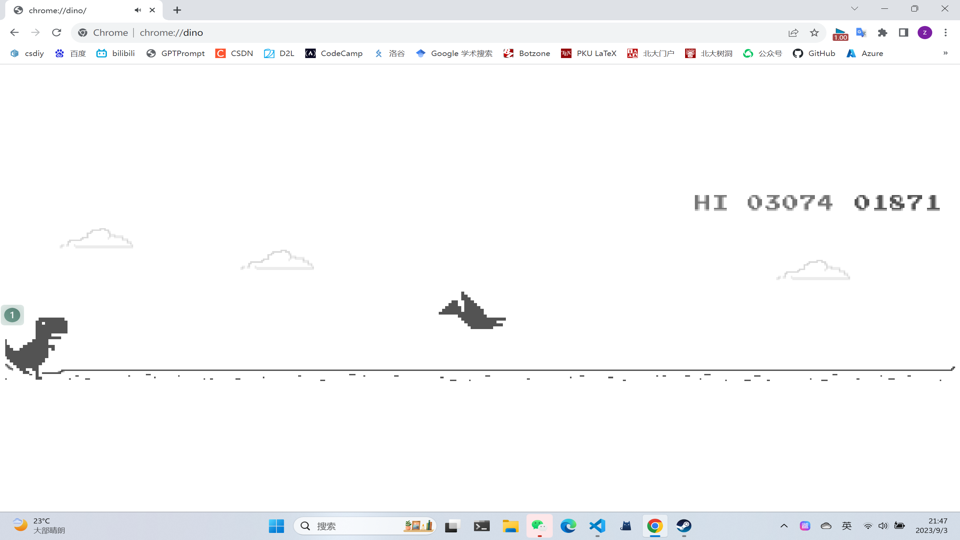 chrome://dino/
Chrome | chrome://dino
1.00
z
csdiy 百度 bilibili GPTPrompt CSDN D2L CodeCamp 洛谷 Google 学术搜索 Botzone PKU LaTeX 北大门户 北大树洞 公众号 GitHub Azure »
HI 03074 01871
1
23°C
大部晴朗
搜索
英
21:47
2023/9/3